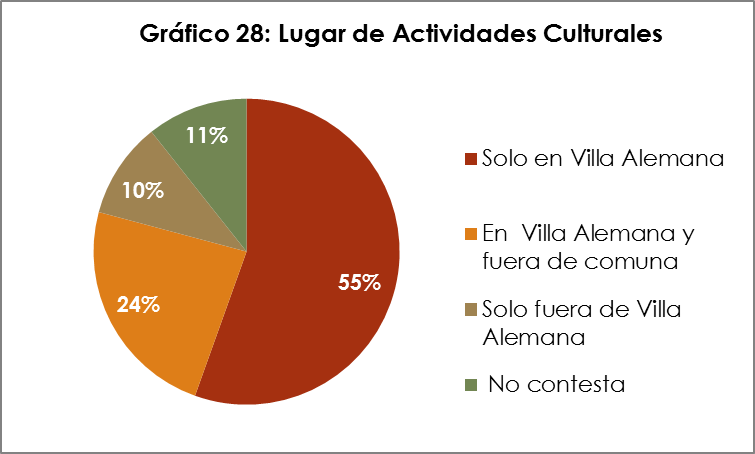 Gráfico 28: Lugar de Actividades Culturales
11%
10%
24%
55%
Solo en Villa Alemana
En Villa Alemana y
fuera de comuna
Solo fuera de Villa
Alemana
No contesta